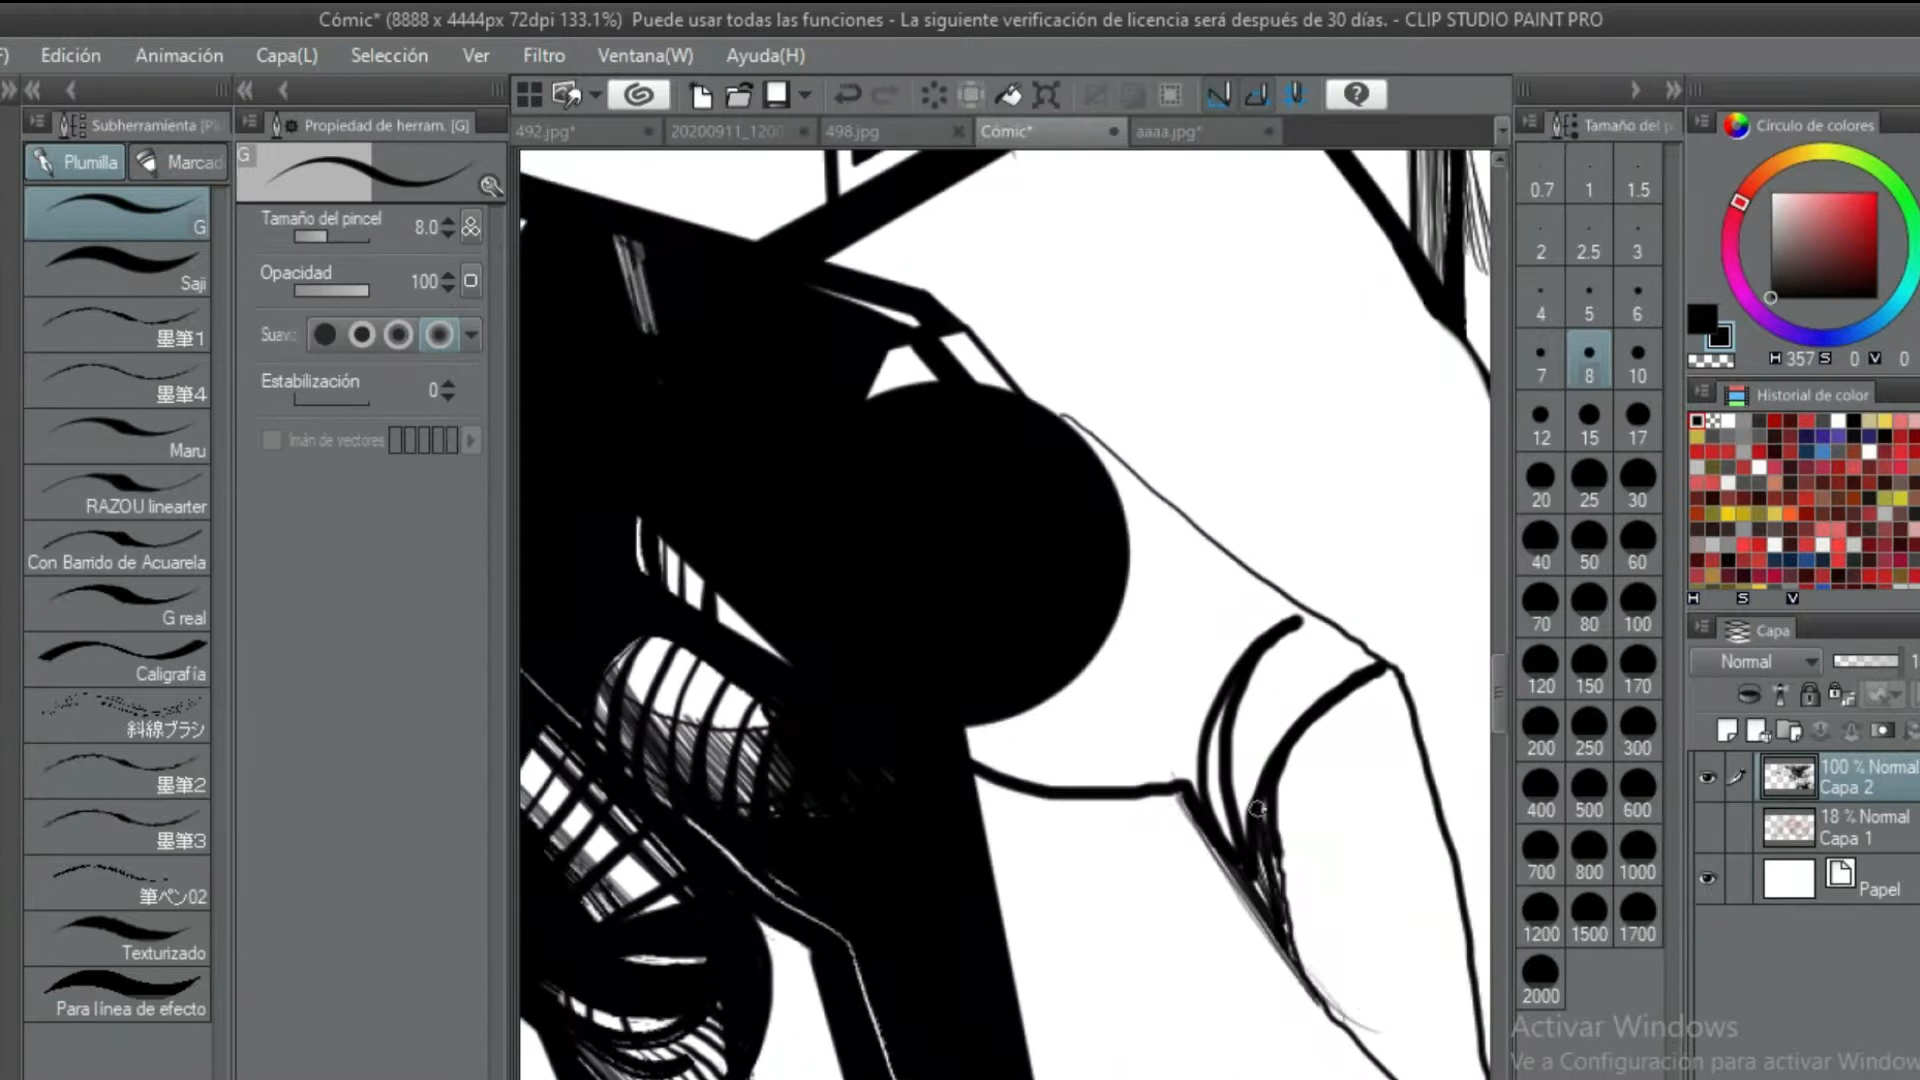 Cómic* (8888 x 4444px 72dpi 133.1%) Puede usar todas las funciones - La siguiente verificación de licencia será después de 30 días. - CLIP STUDIO PAINT PRO
Edición Animación Capa(L) Selección Ver Filtro Ventana(W) Ayuda(H)
Subherramienta
Plumilla Marcad
G
Saji
墨筆1
墨筆4
Maru
RAZOU linearter
Con Barrido de Acuarela
G real
Caligrafía
斜線ブラシ
墨筆2
墨筆3
筆ペン02
Texturizado
Para línea de efecto
Propiedad de herram. [G]
G
Tamaño del pincel 8.0
Opacidad 100
Suav
Estabilización 0
Imán de vectores
492.jpg* 20200911_1200 498.jpg Cómic* aaaa.jpg*
Tamaño del p
0.7 1 1.5
2 2.5 3
4 5 6
7 8 10
12 15 17
20 25 30
40 50 60
70 80 100
120 150 170
200 250 300
400 500 600
700 800 1000
1200 1500 1700
2000
Círculo de colores
H 357 S 0 V 0
Historial de color
H S V
Capa
Normal 1
100 % Normal
Capa 2
18 % Normal
Capa 1
Papel
Activar Windows
Ve a Configuración para activar Window